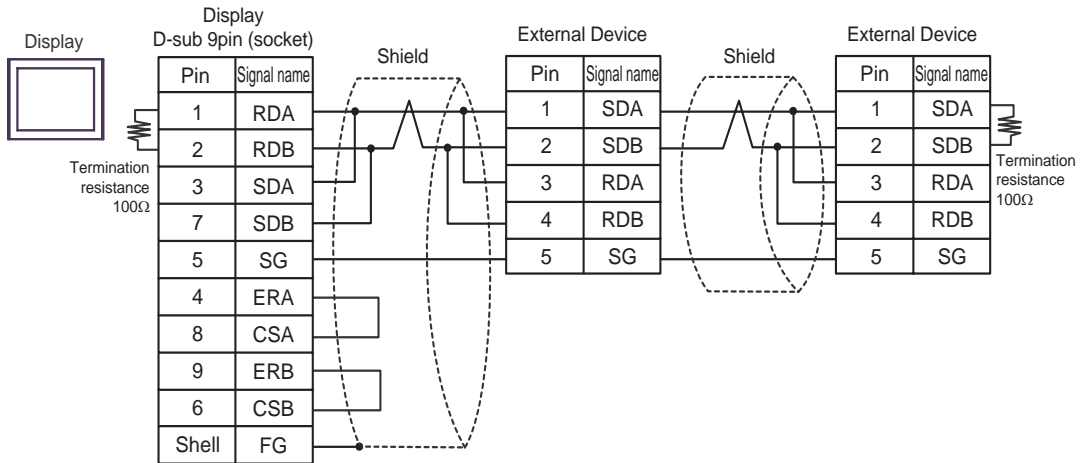 Display
Display
D-sub 9pin (socket)
Pin Signal name
1 RDA
2 RDB
3 SDA
7 SDB
5 SG
4 ERA
8 CSA
9 ERB
6 CSB
Shell FG
Termination
resistance
100Ω
Shield
External Device
Pin Signal name
1 SDA
2 SDB
3 RDA
4 RDB
5 SG
Shield
External Device
Pin Signal name
1 SDA
2 SDB
3 RDA
4 RDB
5 SG
Termination
resistance
100Ω